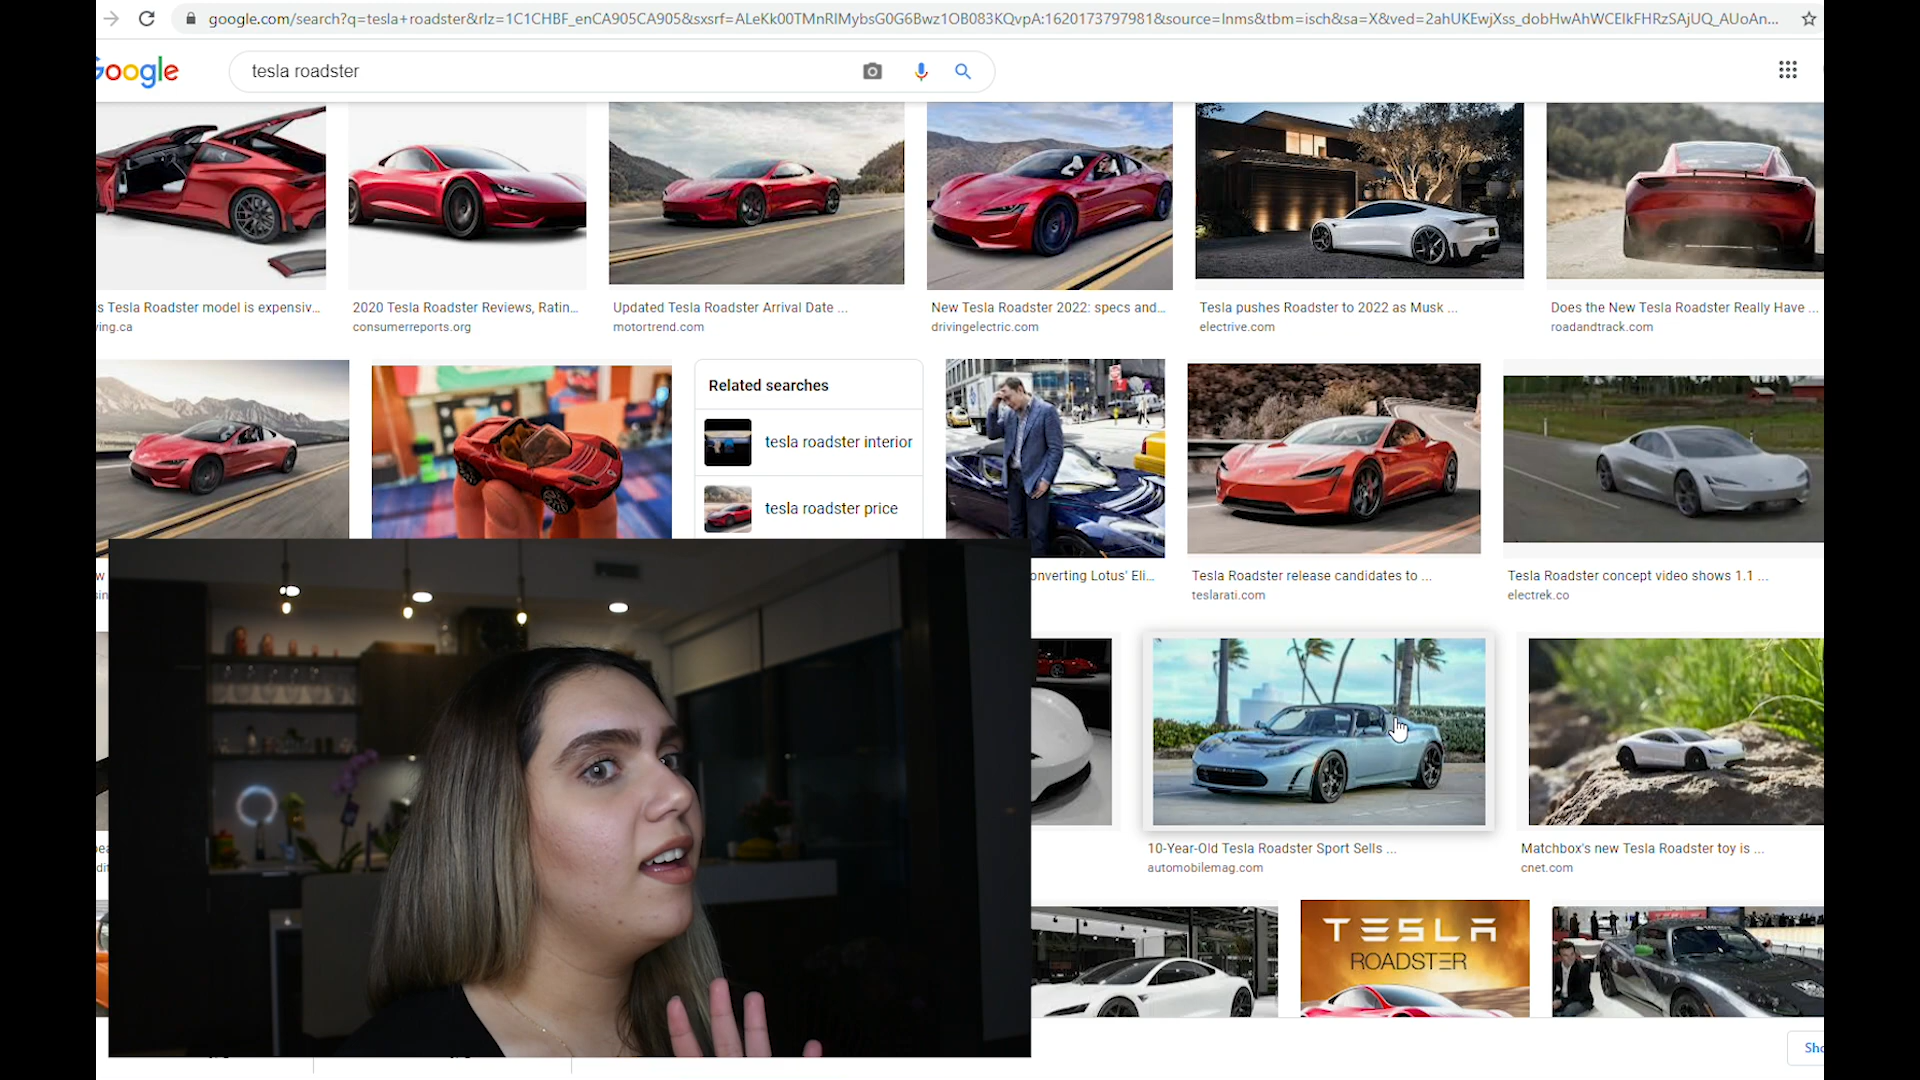 google.com/search?q=tesla+roadster&rlz=1C1CHBF_enCA905CA905&sxsrf=ALeKk00TMnRIMybsG0G6Bwz1OB083KQvpA:1620173797981&source=lnms&tbm=isch&sa=X&ved=2ahUKEwjXss_dobHwAhWCElkFHRzSAjUQ_AUoAn...
Google
tesla roadster
s Tesla Roadster model is expensiv...
ving.ca
2020 Tesla Roadster Reviews, Ratin...
consumerreports.org
Updated Tesla Roadster Arrival Date ...
motortrend.com
New Tesla Roadster 2022: specs and...
drivingelectric.com
Tesla pushes Roadster to 2022 as Musk ...
electrive.com
Does the New Tesla Roadster Really Have ...
roadandtrack.com
Related searches
tesla roadster interior
tesla roadster price
onverting Lotus' Eli...
Tesla Roadster release candidates to ...
teslarati.com
Tesla Roadster concept video shows 1.1 ...
electrek.co
10-Year-Old Tesla Roadster Sport Sells ...
automobilemag.com
Matchbox's new Tesla Roadster toy is ...
cnet.com
TESLA
ROADSTER